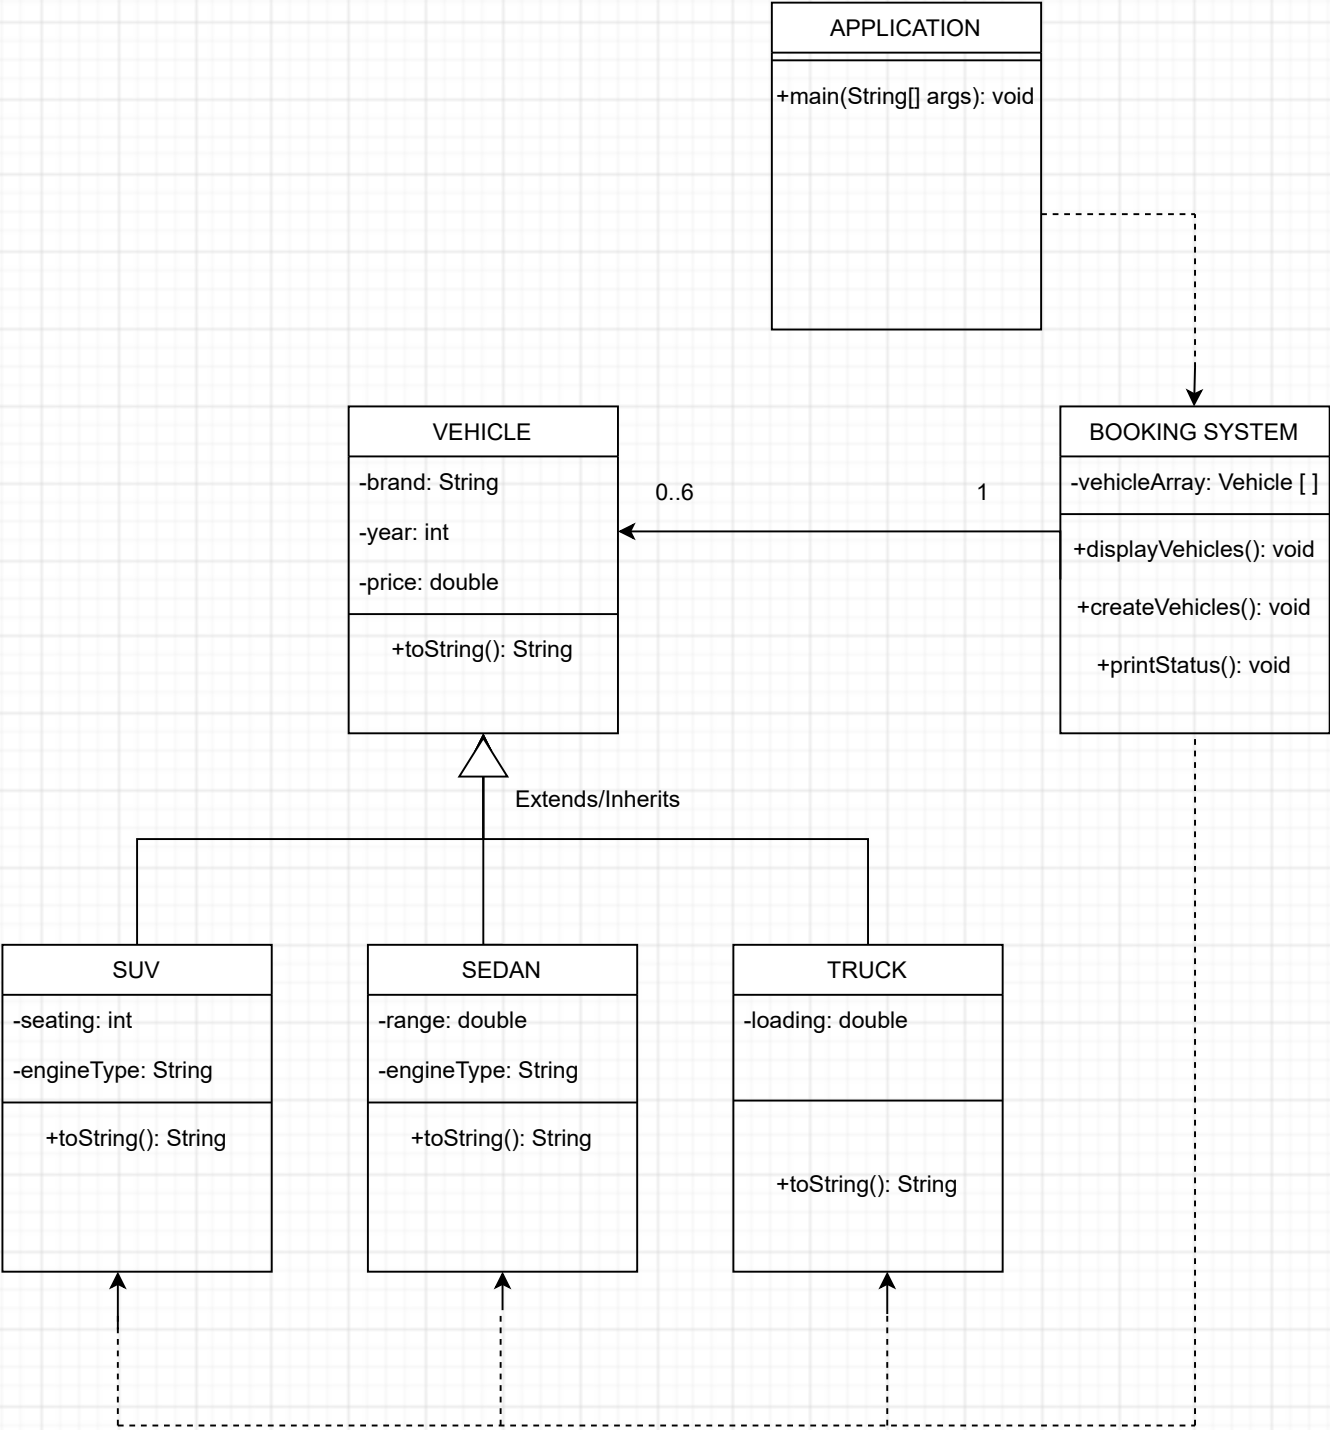 APPLICATION
+main(String[] args): void
VEHICLE
-brand: String
-year: int
-price: double
+toString(): String
0..6
1
BOOKING SYSTEM
-vehicleArray: Vehicle [ ]
+displayVehicles(): void
+createVehicles(): void
+printStatus(): void
Extends/Inherits
SUV
-seating: int
-engineType: String
+toString(): String
SEDAN
-range: double
-engineType: String
+toString(): String
TRUCK
-loading: double
+toString(): String